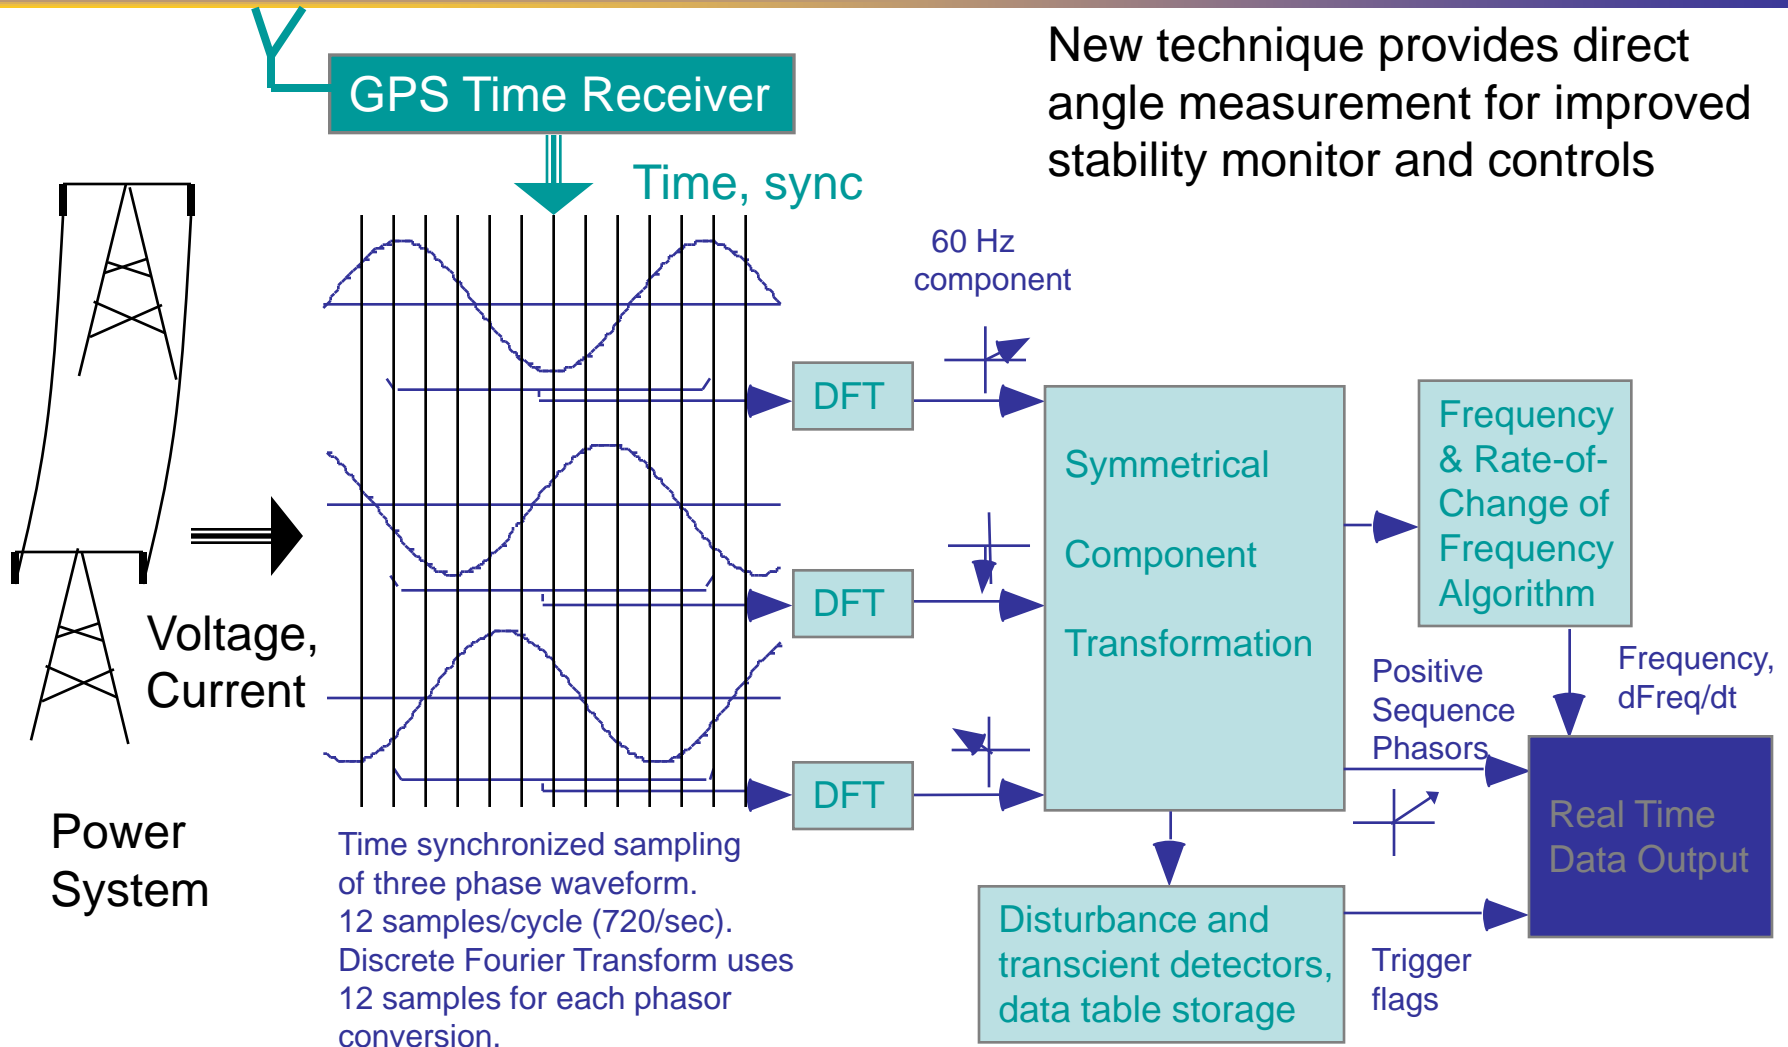 New technique provides direct
angle measurement for improved
stability monitor and controls
GPS Time Receiver
Time, sync
60 Hz
component
DFT
DFT
DFT
Symmetrical
Component
Transformation
Frequency
& Rate-of-
Change of
Frequency
Algorithm
Voltage,
Current
Positive
Sequence
Phasors
Frequency,
dFreq/dt
Power
System
Time synchronized sampling
of three phase waveform.
12 samples/cycle (720/sec).
Discrete Fourier Transform uses
12 samples for each phasor
conversion.
Real Time
Data Output
Disturbance and
transcient detectors,
data table storage
Trigger
flags